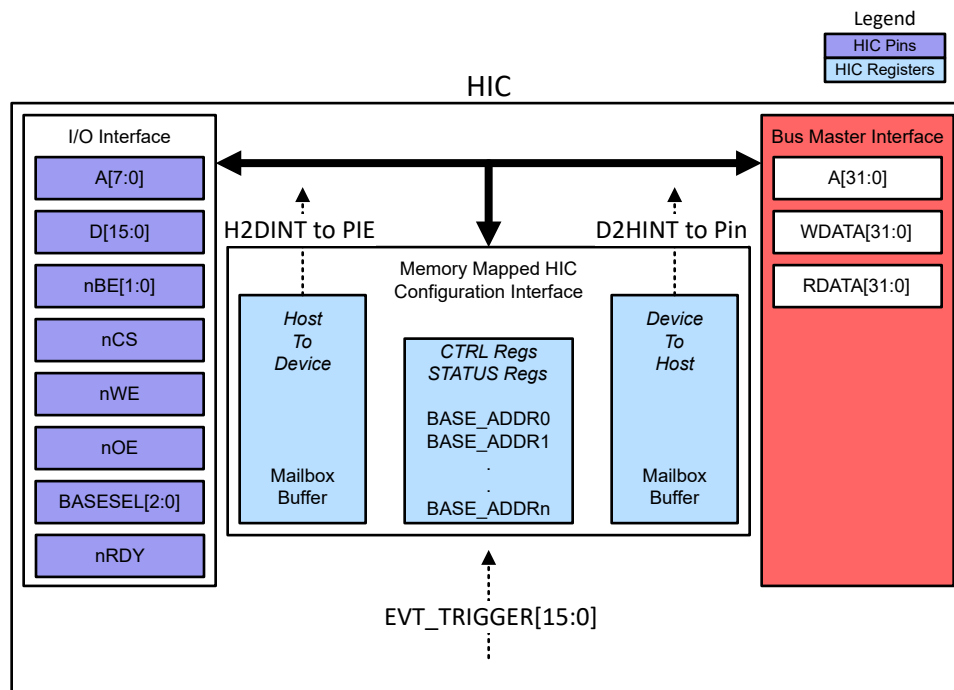 Legend
HIC Pins
HIC Registers
HIC
I/O Interface
A[7:0]
D[15:0]
nBE[1:0]
nCS
nWE
nOE
BASESEL[2:0]
nRDY
H2DINT to PIE
D2HINT to Pin
Memory Mapped HIC
Configuration Interface
Host
To
Device
Mailbox
Buffer
CTRL Regs
STATUS Regs
BASE_ADDR0
BASE_ADDR1
.
.
BASE_ADDRn
Device
To
Host
Mailbox
Buffer
EVT_TRIGGER[15:0]
Bus Master Interface
A[31:0]
WDATA[31:0]
RDATA[31:0]